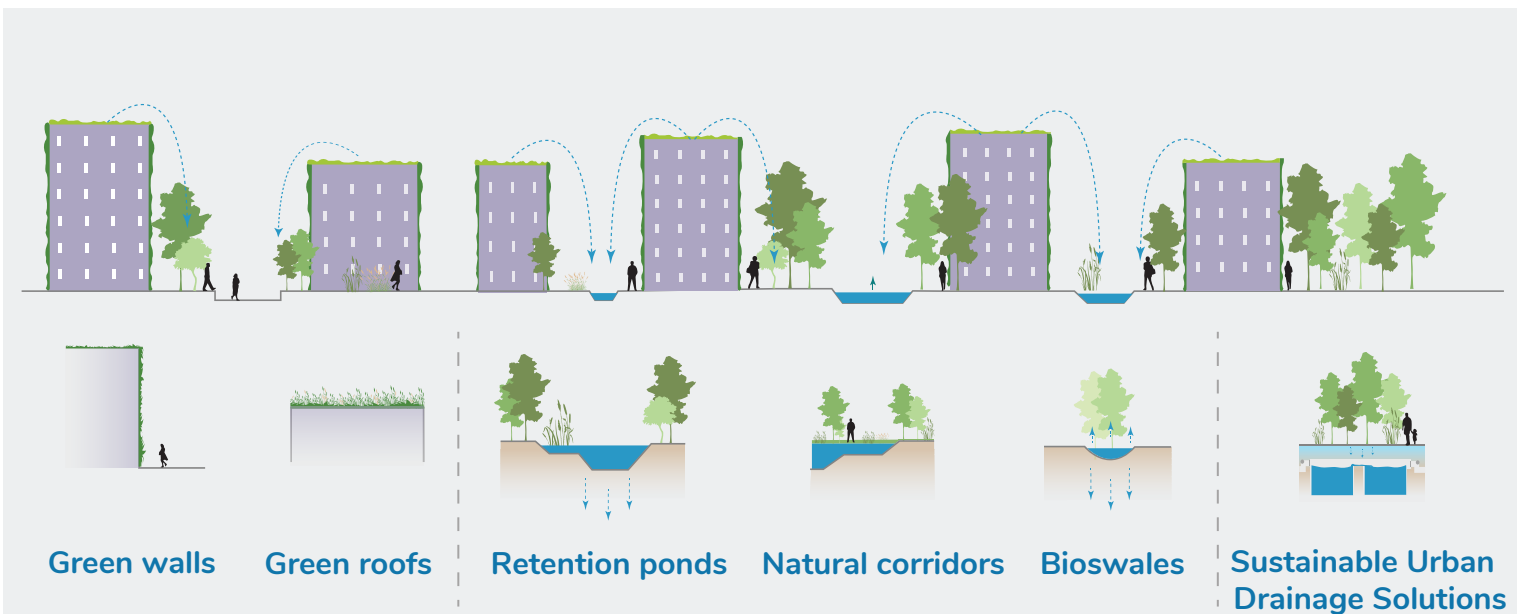 Green walls
Green roofs
Retention ponds
Natural corridors
Bioswales
Sustainable Urban
Drainage Solutions